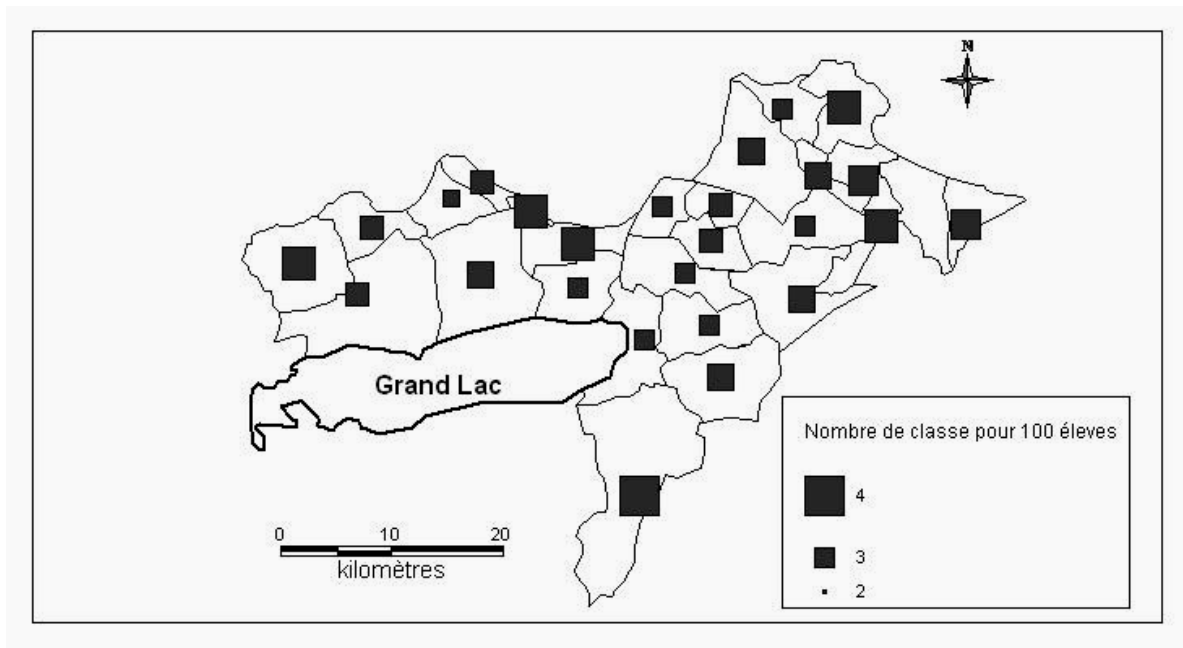 N
Grand Lac
Nombre de classe pour 100 éleves
4
3
2
0 10 20
kilomètres